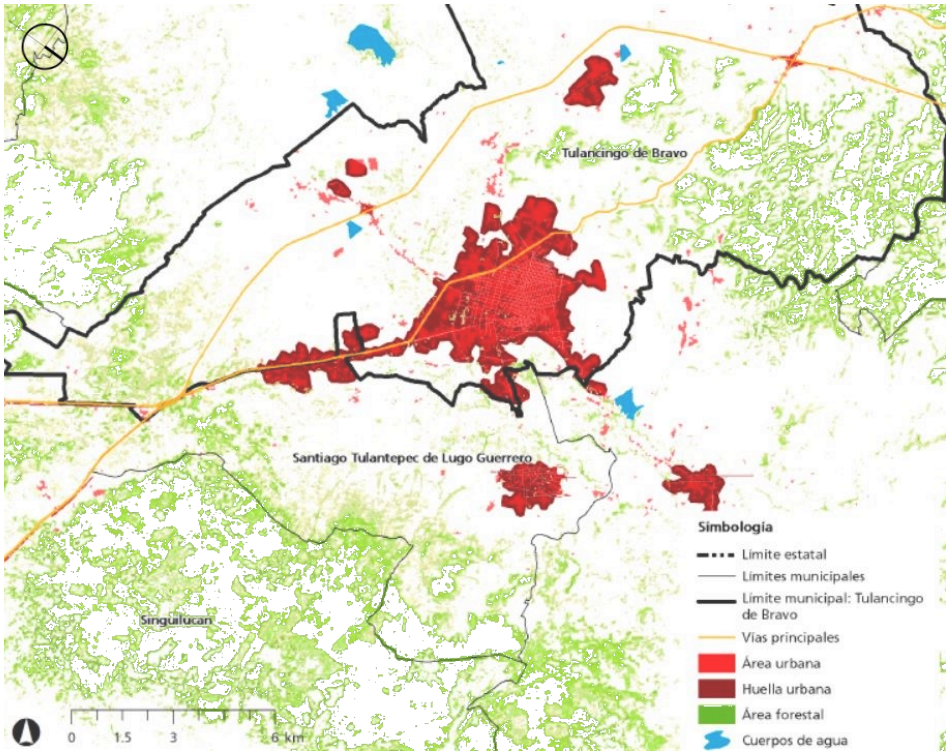 Tulancingo de Bravo
Santiago Tulantepec de Lugo Guerrero
Singuilucan
Simbología
Límite estatal
Límites municipales
Límite municipal: Tulancingo
de Bravo
Vías principales
Área urbana
Huella urbana
Área forestal
Cuerpos de agua
0 1.5 3 6 km